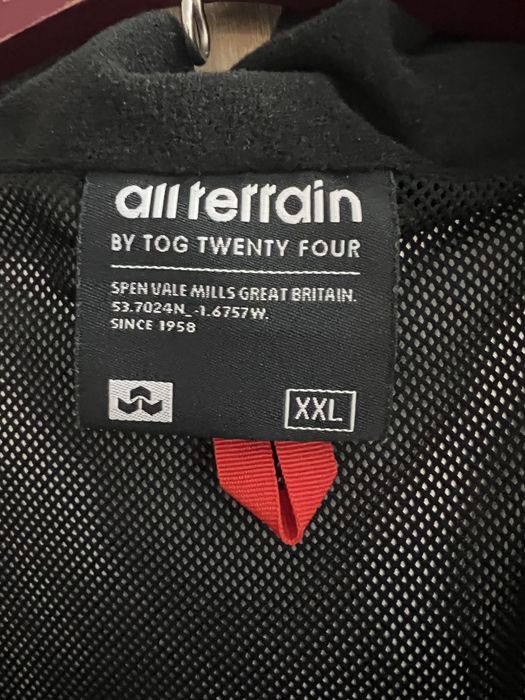 all terrain
BY TOG TWENTY FOUR
SPEN VALE MILLS GREAT BRITAIN.
53.7024N_-1.6757W.
SINCE 1958
XXL